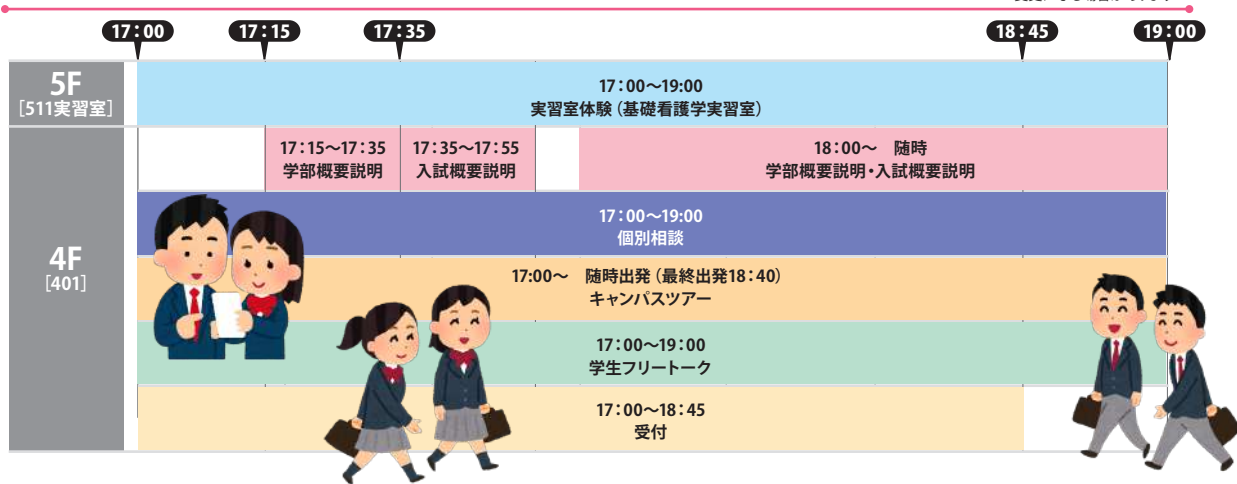 17：00
17：15
17：35
18：45
19：00
5F
［511実習室］
17：00～19:00
実習室体験（基礎看護学実習室）
17：15～17：35
学部概要説明
17：35～17：55
入試概要説明
18：00～　随時
学部概要説明・入試概要説明
4F
［401］
17：00～19：00
個別相談
17:00～　随時出発（最終出発18：40）
キャンパスツアー
17：00～19：00
学生フリートーク
17：00～18：45
受付